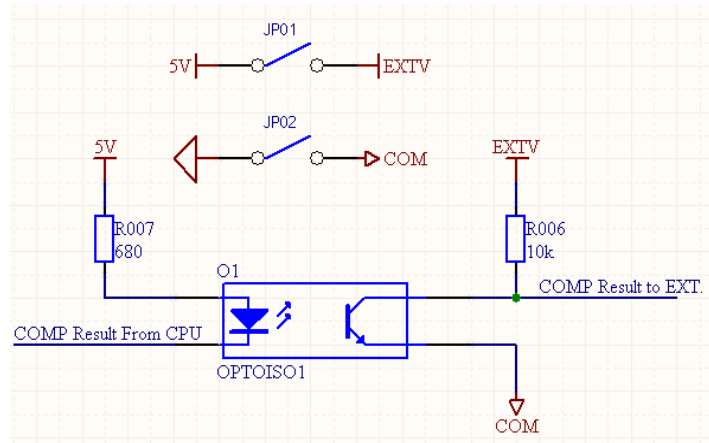 JP01
5V
EXTV
JP02
COM
5V
EXTV
R007
680
R006
10k
O1
COMP Result to EXT.
COMP Result From CPU
OPTOISO1
COM